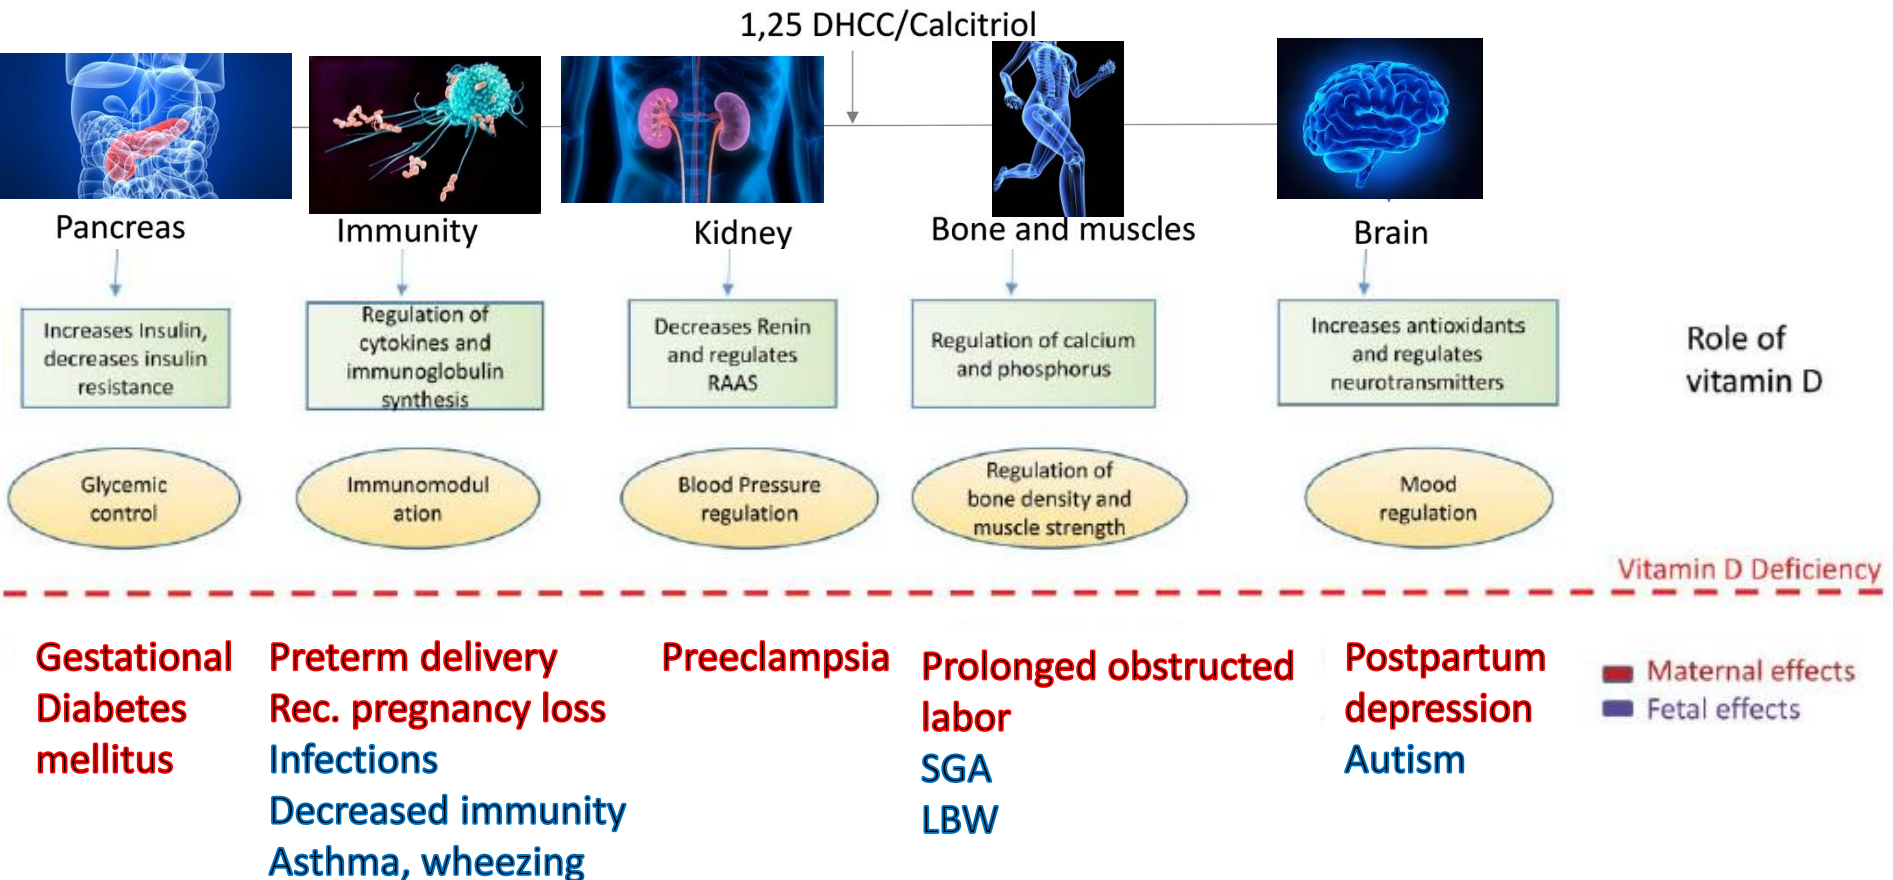 1,25 DHCC/Calcitriol
Pancreas
Immunity
Kidney
Bone and muscles
Brain
Increases Insulin,
decreases insulin
resistance
Regulation of
cytokines and
immunoglobulin
synthesis
Decreases Renin
and regulates
RAAS
Regulation of calcium
and phosphorus
Increases antioxidants
and regulates
neurotransmitters
Role of
vitamin D
Glycemic
control
Immunomodul
ation
Blood Pressure
regulation
Regulation of
bone density and
muscle strength
Mood
regulation
Vitamin D Deficiency
Gestational
Diabetes
mellitus
Preterm delivery
Rec. pregnancy loss
Infections
Decreased immunity
Asthma, wheezing
Preeclampsia
Prolonged obstructed
labor
SGA
LBW
Postpartum
depression
Autism
Maternal effects
Fetal effects